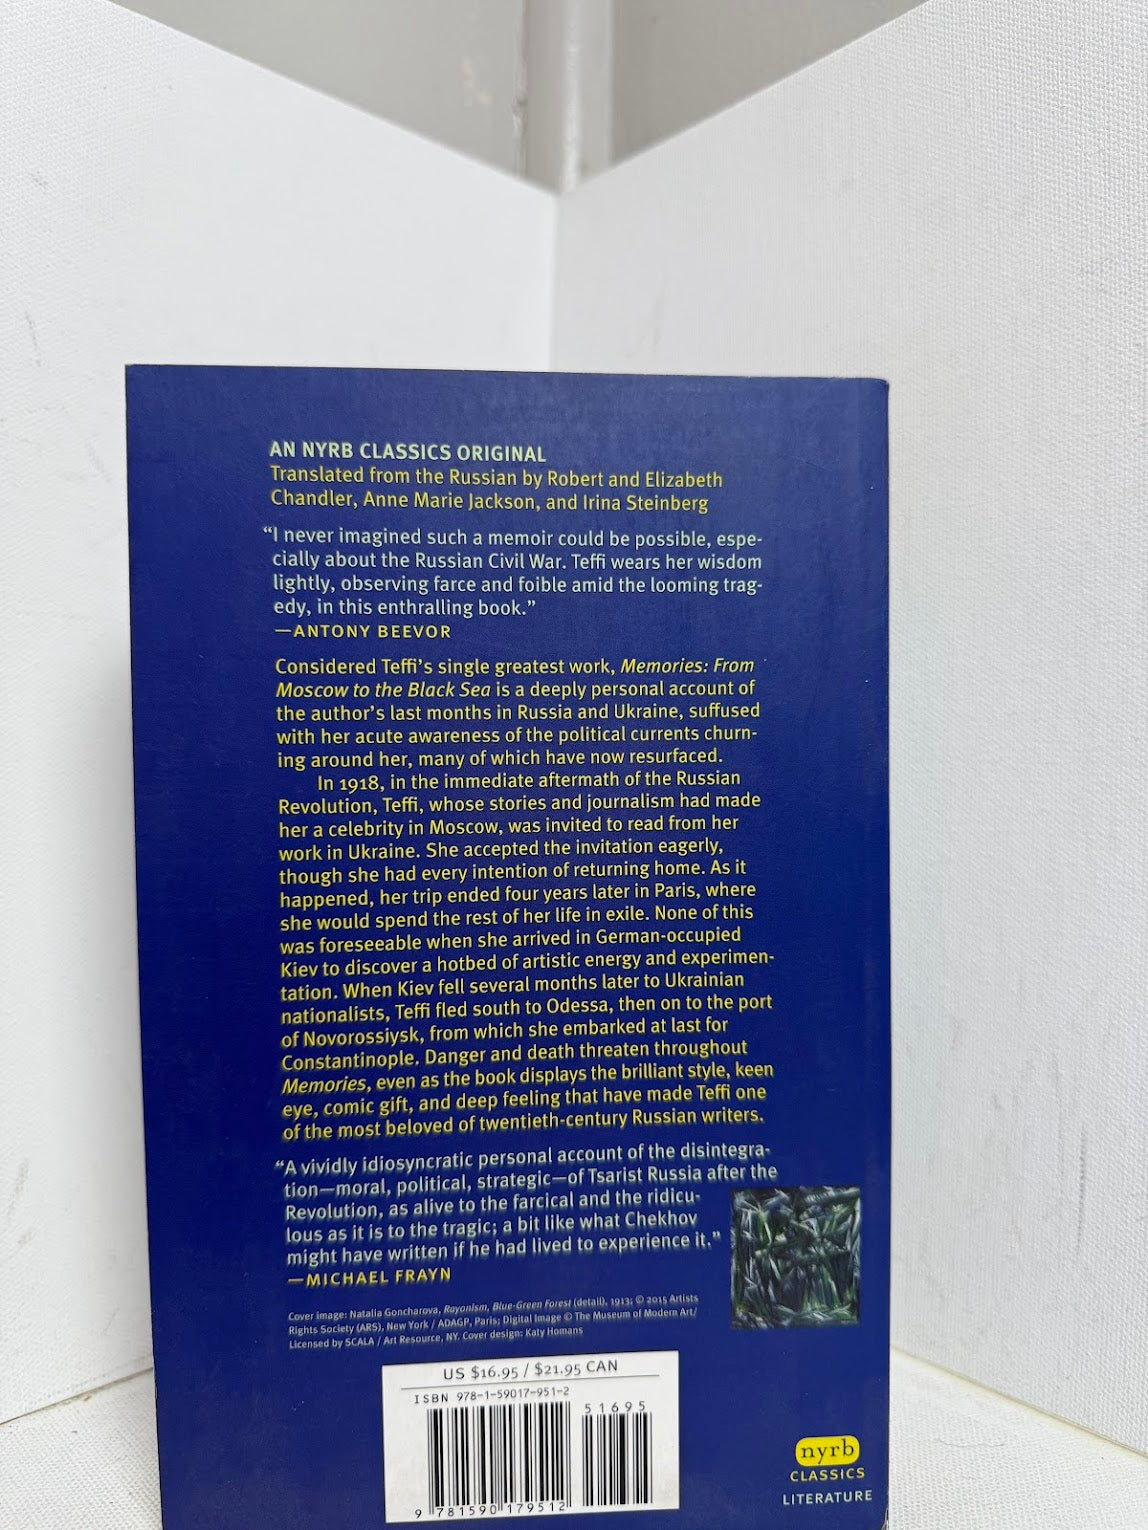 AN NYRB CLASSICS ORIGINAL
Translated from the Russian by Robert and Elizabeth
Chandler, Anne Marie Jackson, and Irina Steinberg
“I never imagined such a memoir could be possible, espe-
cially about the Russian Civil War. Teffi wears her wisdom
lightly, observing farce and foible amid the looming trag-
edy, in this enthralling book.”
—ANTONY BEEVOR
Considered Teffi’s single greatest work, Memories: From
Moscow to the Black Sea is a deeply personal account of
the author’s last months in Russia and Ukraine, suffused
with her acute awareness of the political currents churn-
ing around her, many of which have now resurfaced.
In 1918, in the immediate aftermath of the Russian
Revolution, Teffi, whose stories and journalism had made
her a celebrity in Moscow, was invited to read from her
work in Ukraine. She accepted the invitation eagerly,
though she had every intention of returning home. As it
happened, her trip ended four years later in Paris, where
she would spend the rest of her life in exile. None of this
was foreseeable when she arrived in German-occupied
Kiev to discover a hotbed of artistic energy and experimen-
tation. When Kiev fell several months later to Ukrainian
nationalists, Teffi fled south to Odessa, then on to the port
of Novorossiysk, from which she embarked at last for
Constantinople. Danger and death threaten throughout
Memories, even as the book displays the brilliant style, keen
eye, comic gift, and deep feeling that have made Teffi one
of the most beloved of twentieth-century Russian writers.
“A vividly idiosyncratic personal account of the disintegra-
tion—moral, political, strategic—of Tsarist Russia after the
Revolution, as alive to the farcical and the ridicu-
lous as it is to the tragic; a bit like what Chekhov
might have written if he had lived to experience it.”
—MICHAEL FRAYN
Cover image: Natalia Goncharova, Rayonism, Blue-Green Forest (detail), 1913; © 2015 Artists
Rights Society (ARS), New York / ADAGP, Paris; Digital Image © The Museum of Modern Art/
Licensed by SCALA / Art Resource, NY. Cover design: Katy Homans
US $16.95 / $21.95 CAN
ISBN 978-1-59017-951-2
51695
9 781590 179512
nyrb
CLASSICS
LITERATURE